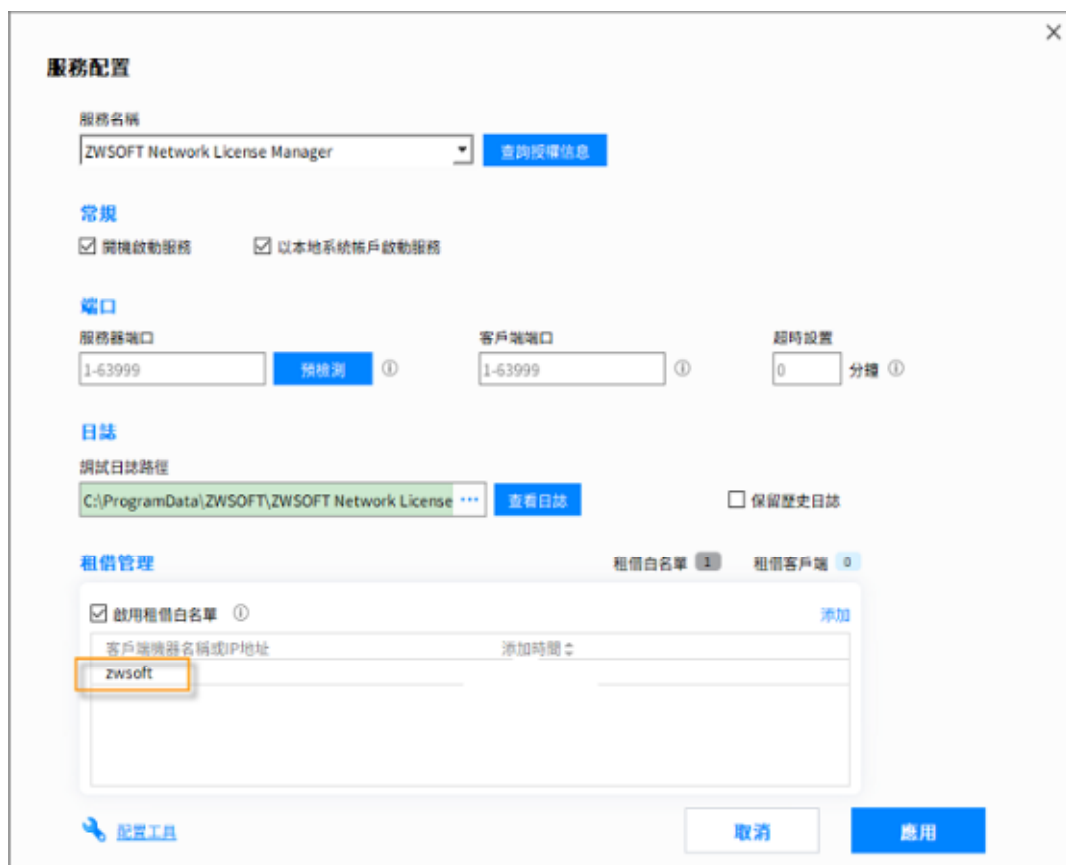 服務配置
服務名稱
ZWSOFT Network License Manager 查詢授權信息
常規
開機啟動服務 以本地系統帳戶啟動服務
端口
服務器端口 客戶端端口 超時設置
1-63999 預檢測 1-63999 0 分鐘
日誌
調試日誌路徑
C:\ProgramData\ZWSOFT\ZWSOFT Network License ··· 查看日誌 保留歷史日誌
租借管理 租借白名單 1 租借客戶端 0
啟用租借白名單 添加
客戶端機器名稱或IP地址 添加時間
zwsoft
配置工具 取消 應用